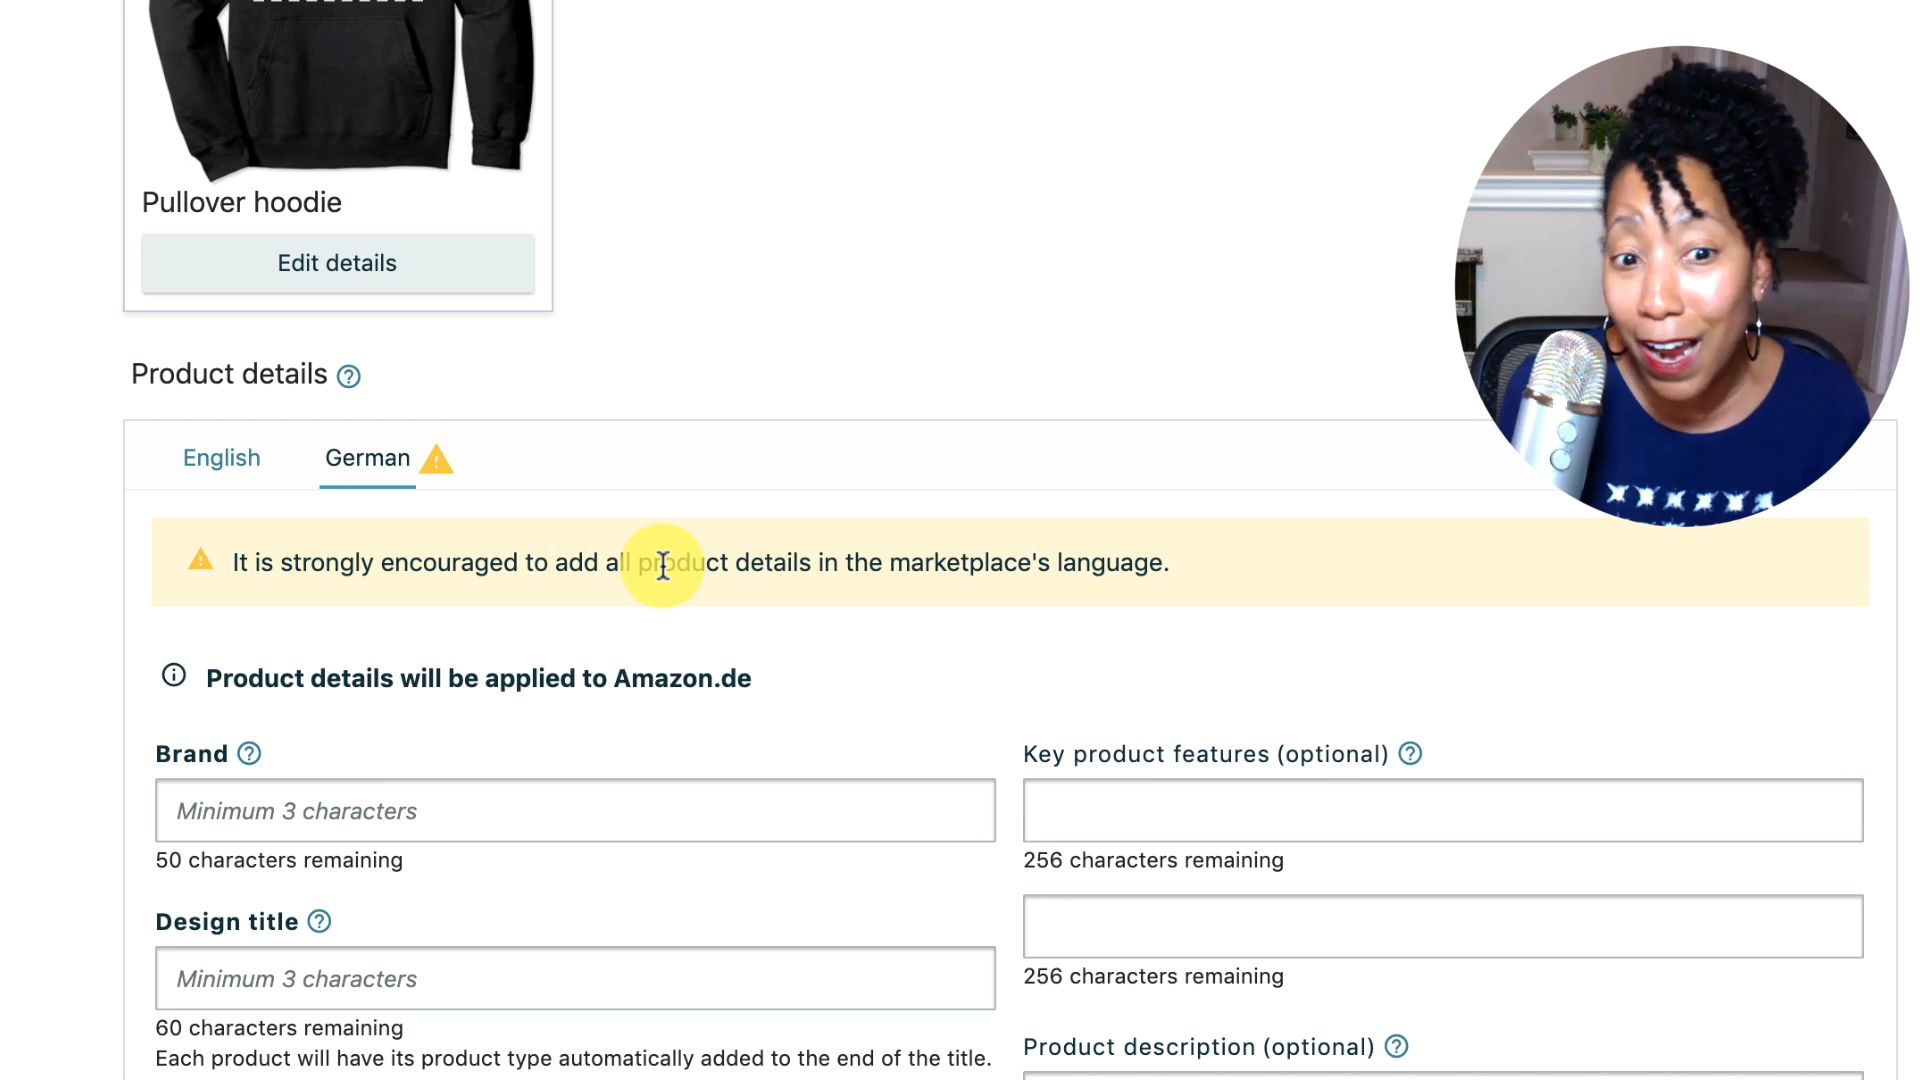 Pullover hoodie
Edit details
Product details
English
German
It is strongly encouraged to add all product details in the marketplace's language.
Product details will be applied to Amazon.de
Brand
Minimum 3 characters
50 characters remaining
Design title
Minimum 3 characters
60 characters remaining
Each product will have its product type automatically added to the end of the title.
Key product features (optional)
256 characters remaining
256 characters remaining
Product description (optional)